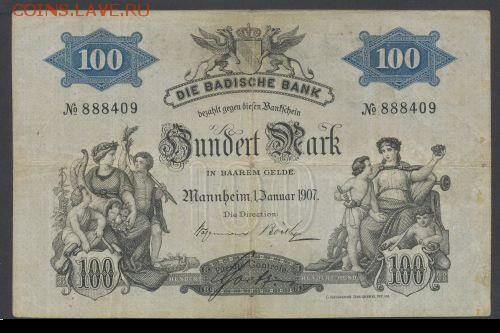 COINS.LAVE.RU
100 100
DIE BADISCHE BANK
bezahlt gegen diesen Bankschein
№ 888409 № 888409
Hundert Mark
IN BAAREM GELDE.
Mannheim, 1. Januar 1907.
Die Direction:
100 100